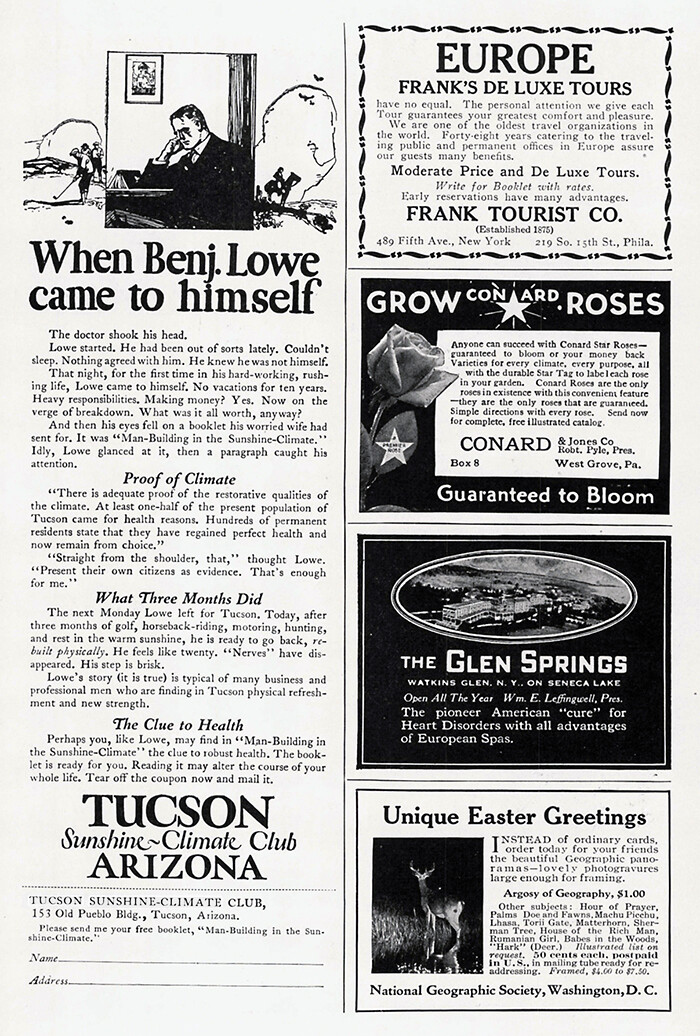 When Benj. Lowe
came to himself
The doctor shook his head.
Lowe started. He had been out of sorts lately. Couldn't
sleep. Nothing agreed with him. He knew he was not himself.
That night, for the first time in his hard-working, rush-
ing life, Lowe came to himself. No vacations for ten years.
Heavy responsibilities. Making money? Yes. Now on the
verge of breakdown. What was it all worth, anyway?
And then his eyes fell on a booklet his worried wife had
sent for. It was "Man-Building in the Sunshine-Climate."
Idly, Lowe glanced at it, then a paragraph caught his
attention.
Proof of Climate
"There is adequate proof of the restorative qualities of
the climate. At least one-half of the present population of
Tucson came for health reasons. Hundreds of permanent
residents state that they have regained perfect health and
now remain from choice."
"Straight from the shoulder, that," thought Lowe.
"Present their own citizens as evidence. That's enough
for me."
What Three Months Did
The next Monday Lowe left for Tucson. Today, after
three months of golf, horseback-riding, motoring, hunting,
and rest in the warm sunshine, he is ready to go back, re-
built physically. He feels like twenty. "Nerves" have dis-
appeared. His step is brisk.
Lowe's story (it is true) is typical of many business and
professional men who are finding in Tucson physical refresh-
ment and new strength.
The Clue to Health
Perhaps you, like Lowe, may find in "Man-Building in
the Sunshine-Climate" the clue to robust health. The book-
let is ready for you. Reading it may alter the course of your
whole life. Tear off the coupon now and mail it.
TUCSON
Sunshine~Climate Club
ARIZONA
TUCSON SUNSHINE-CLIMATE CLUB,
153 Old Pueblo Bldg., Tucson, Arizona.
Please send me your free booklet, "Man-Building in the Sun-
shine-Climate."
Name
Address
EUROPE
FRANK'S DE LUXE TOURS
have no equal. The personal attention we give each
Tour guarantees your greatest comfort and pleasure.
We are one of the oldest travel organizations in
the world. Forty-eight years catering to the travel-
ing public and permanent offices in Europe assure
our guests many benefits.
Moderate Price and De Luxe Tours.
Write for Booklet with rates.
Early reservations have many advantages.
FRANK TOURIST CO.
(Established 1875)
489 Fifth Ave., New York 219 So. 15th St., Phila.
GROW CONARD ROSES
Anyone can succeed with Conard Star Roses—
guaranteed to bloom or your money back
Varieties for every climate, every purpose, all
with the durable Star Tag to label each rose
in your garden. Conard Roses are the only
roses in existence with this convenient feature
—they are the only roses that are guaranteed.
Simple directions with every rose. Send now
for complete, free illustrated catalog.
A
PREMIER
ROSE
CONARD & Jones Co
Robt. Pyle, Pres.
Box 8 West Grove, Pa.
Guaranteed to Bloom
THE GLEN SPRINGS
WATKINS GLEN, N. Y., ON SENECA LAKE
Open All The Year Wm. E. Leffingwell, Pres.
The pioneer American "cure" for
Heart Disorders with all advantages
of European Spas.
Unique Easter Greetings
INSTEAD of ordinary cards,
order today for your friends
the beautiful Geographic pano-
ramas—lovely photogravures
large enough for framing.
Argosy of Geography, $1.00
Other subjects: Hour of Prayer,
Palms Doe and Fawns, Machu Picchu,
Lhasa, Torii Gate, Matterhorn, Sher-
man Tree, House of the Rich Man,
Rumanian Girl, Babes in the Woods,
"Hark" (Deer.) Illustrated list on
request. 50 cents each, postpaid
in U.S., in mailing tube ready for re-
addressing. Framed, $4.00 to $7.50.
National Geographic Society, Washington, D. C.